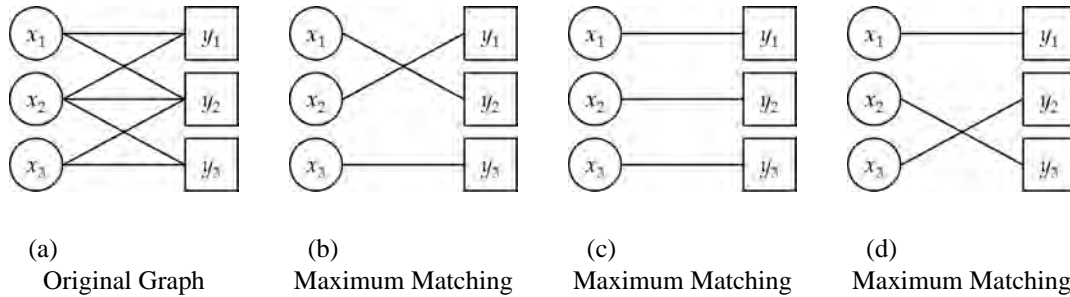 x₁ y₁ x₁ y₁ x₁ y₁ x₁ y₁
x₂ y₂ x₂ y₂ x₂ y₂ x₂ y₂
x₃ y₃ x₃ y₃ x₃ y₃ x₃ y₃
(a) (b) (c) (d)
Original Graph Maximum Matching Maximum Matching Maximum Matching